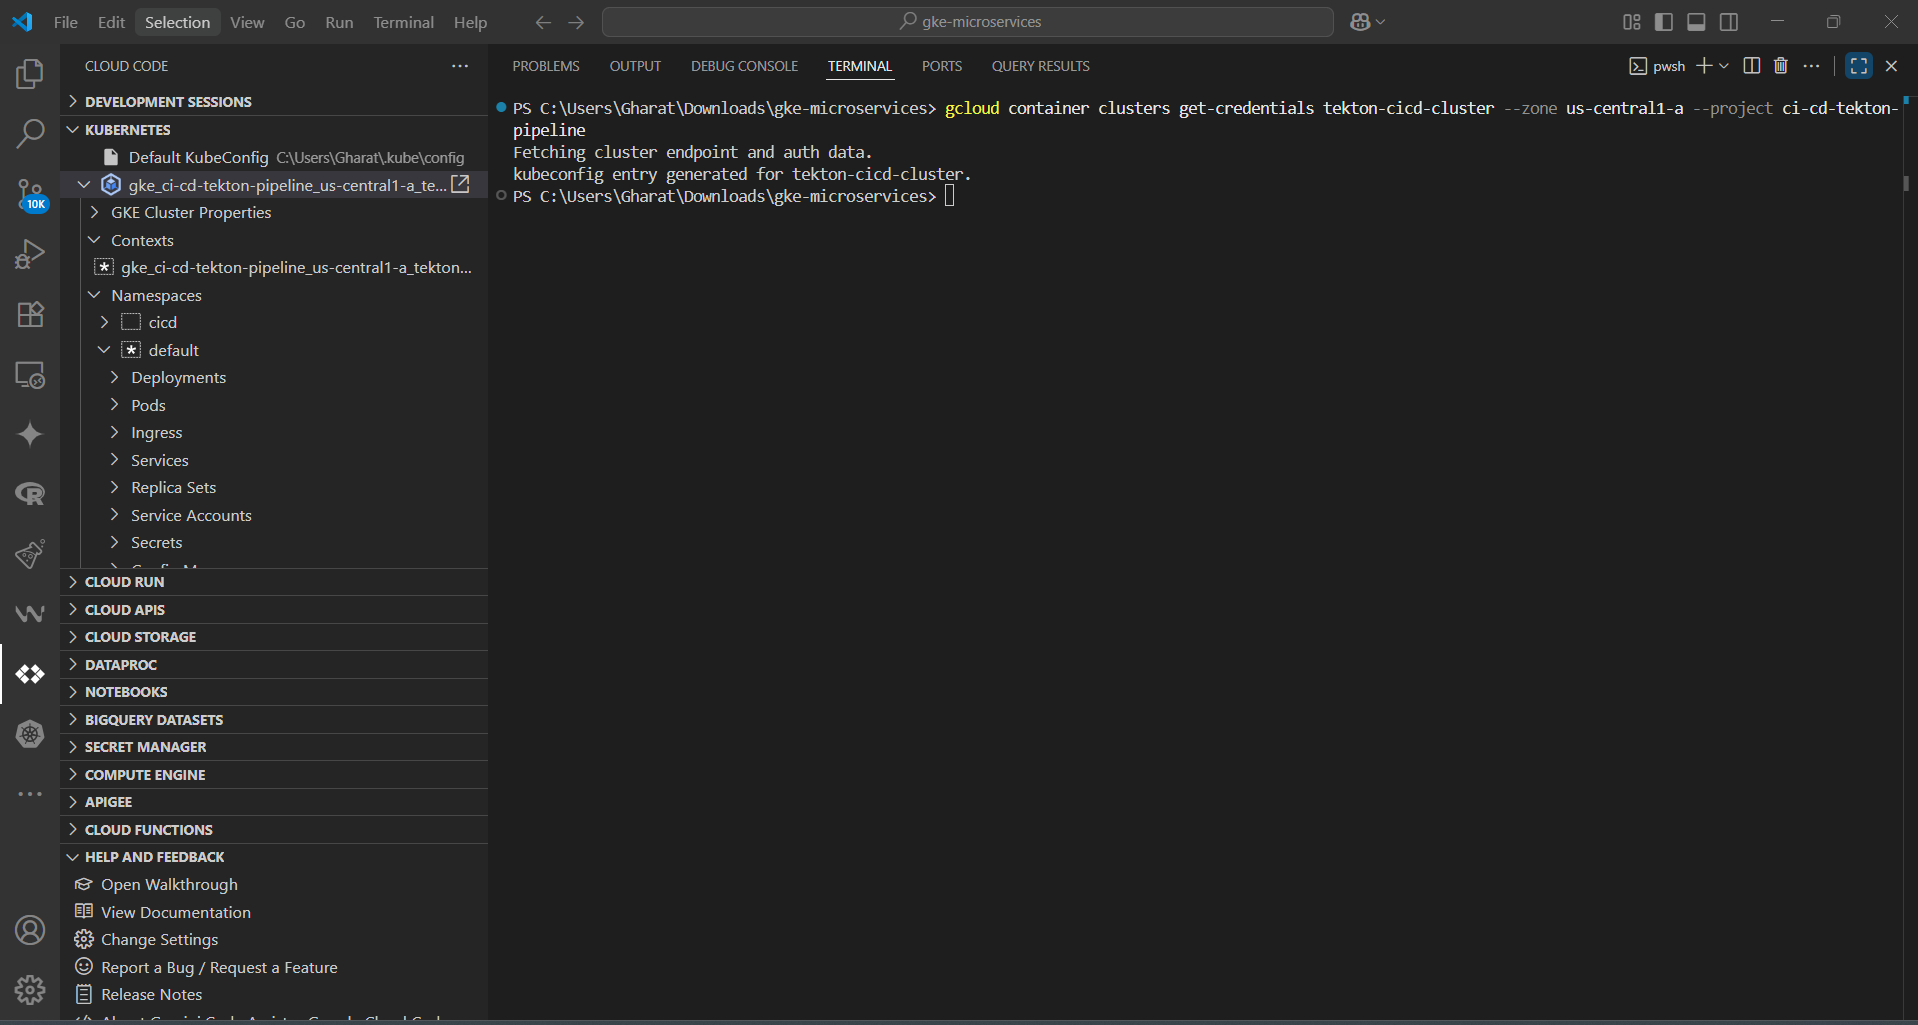 File Edit Selection View Go Run Terminal Help
gke-microservices
CLOUD CODE
DEVELOPMENT SESSIONS
KUBERNETES
Default KubeConfig C:\Users\Gharat\.kube\config
gke_ci-cd-tekton-pipeline_us-central1-a_te...
GKE Cluster Properties
Contexts
gke_ci-cd-tekton-pipeline_us-central1-a_tekton...
Namespaces
cicd
default
Deployments
Pods
Ingress
Services
Replica Sets
Service Accounts
Secrets
CLOUD RUN
CLOUD APIS
CLOUD STORAGE
DATAPROC
NOTEBOOKS
BIGQUERY DATASETS
SECRET MANAGER
COMPUTE ENGINE
APIGEE
CLOUD FUNCTIONS
HELP AND FEEDBACK
Open Walkthrough
View Documentation
Change Settings
Report a Bug / Request a Feature
Release Notes
10K
PROBLEMS OUTPUT DEBUG CONSOLE TERMINAL PORTS QUERY RESULTS
pwsh
PS C:\Users\Gharat\Downloads\gke-microservices> gcloud container clusters get-credentials tekton-cicd-cluster --zone us-central1-a --project ci-cd-tekton-
pipeline
Fetching cluster endpoint and auth data.
kubeconfig entry generated for tekton-cicd-cluster.
PS C:\Users\Gharat\Downloads\gke-microservices>